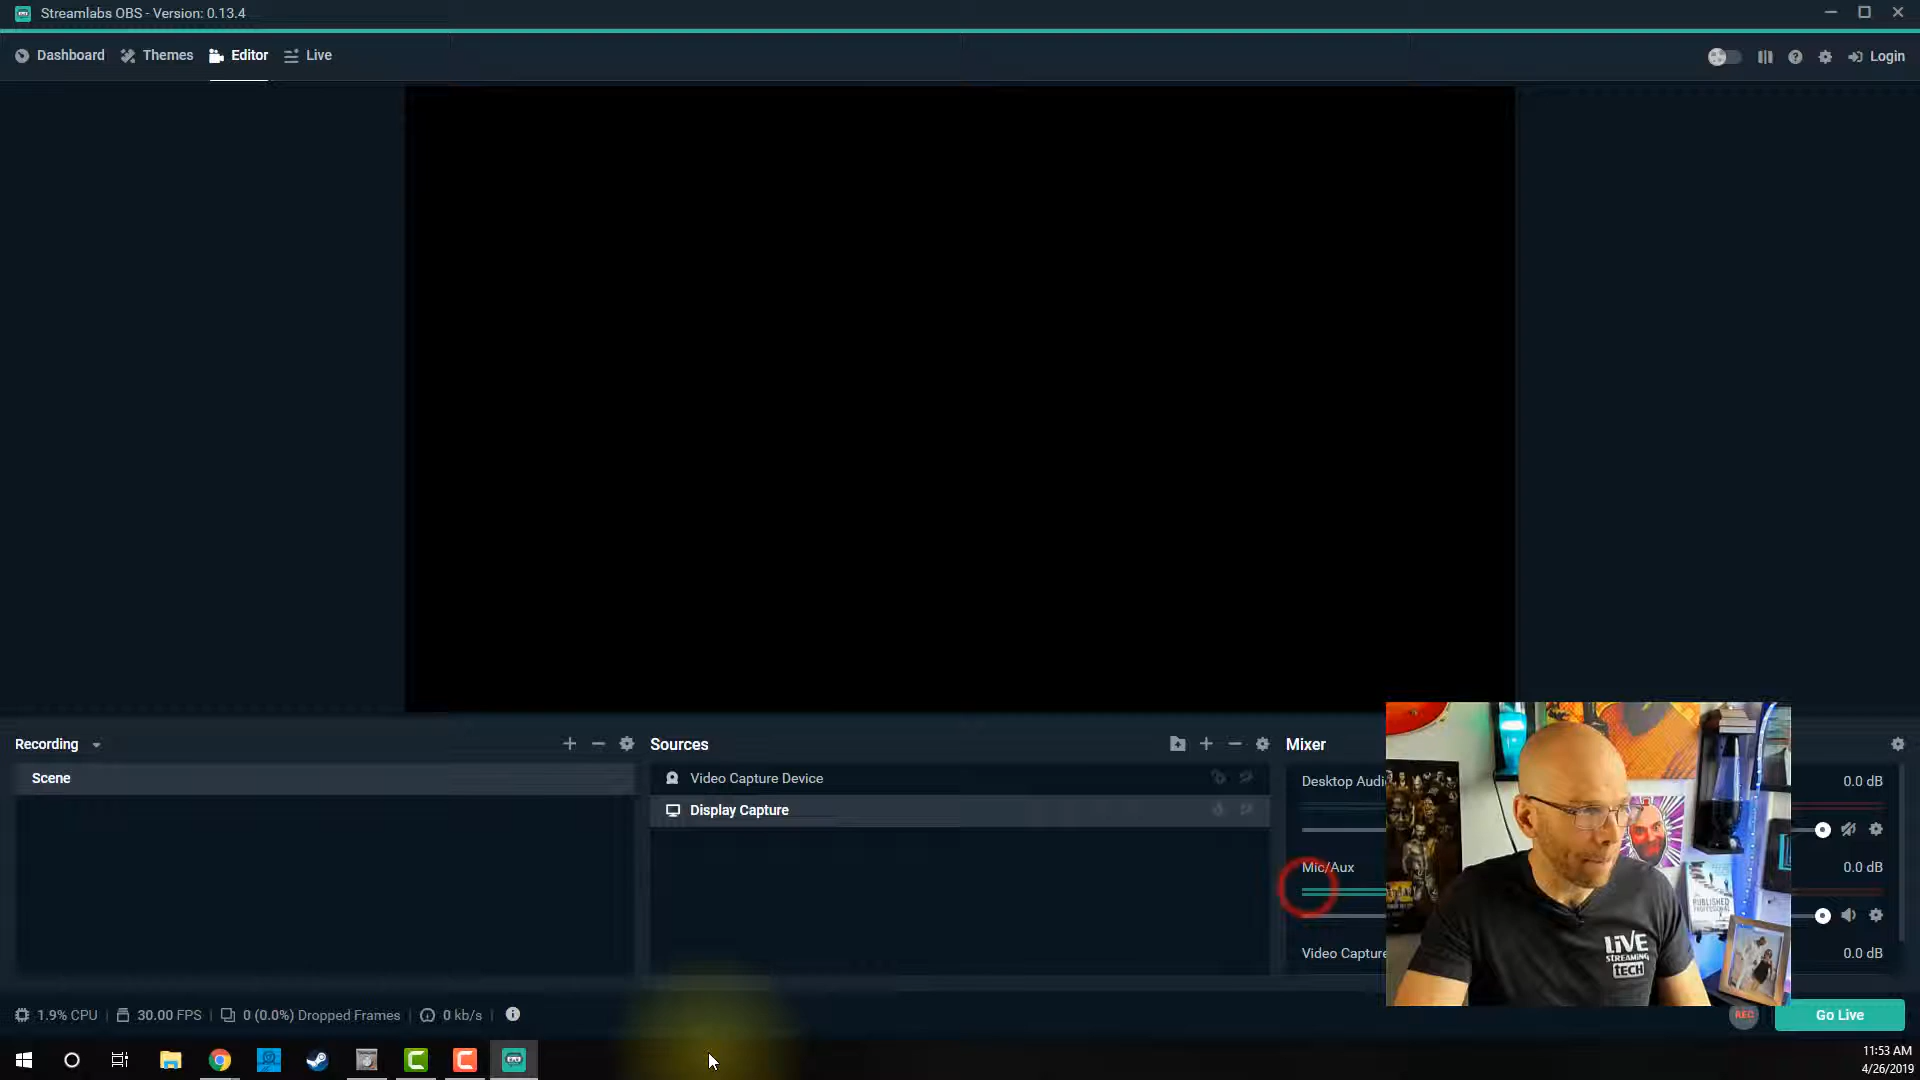 Streamlabs OBS - Version: 0.13.4
Dashboard
Themes
Editor
Live
Login
Recording
Scene
Sources
Video Capture Device
Display Capture
Mixer
Desktop Audi
0.0 dB
Mic/Aux
0.0 dB
Video Capture
0.0 dB
PUBLISHED
LiVE
STREAMING
tECH
1.9% CPU
30.00 FPS
0 (0.0%) Dropped Frames
0 kb/s
REC
Go Live
11:53 AM
4/26/2019